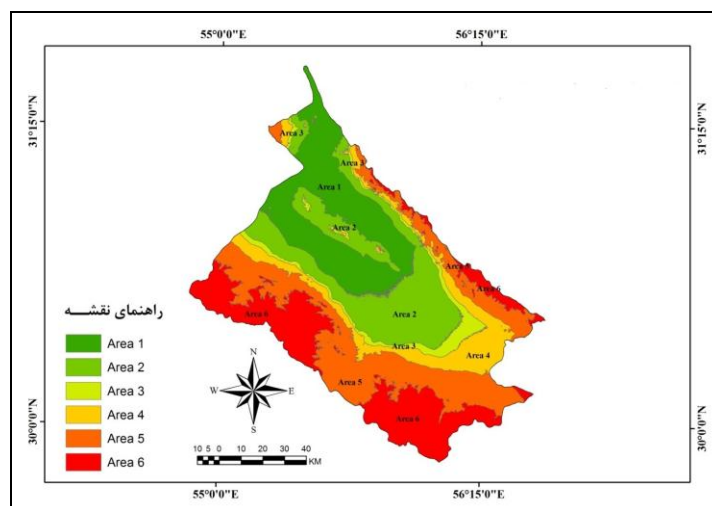 55°0'0"E 56°15'0"E
31°15'0"N 31°15'0"N
Area 3
Area 3
Area 1
Area 2
Area 5
Area 6
Area 6
Area 2
Area 3
Area 4
Area 5
Area 6
راهنمای نقشـــه
Area 1
Area 2
Area 3
Area 4
Area 5
Area 6
N
W E
S
10 5 0 10 20 30 40
KM
30°0'0"N 30°0'0"N
55°0'0"E 56°15'0"E